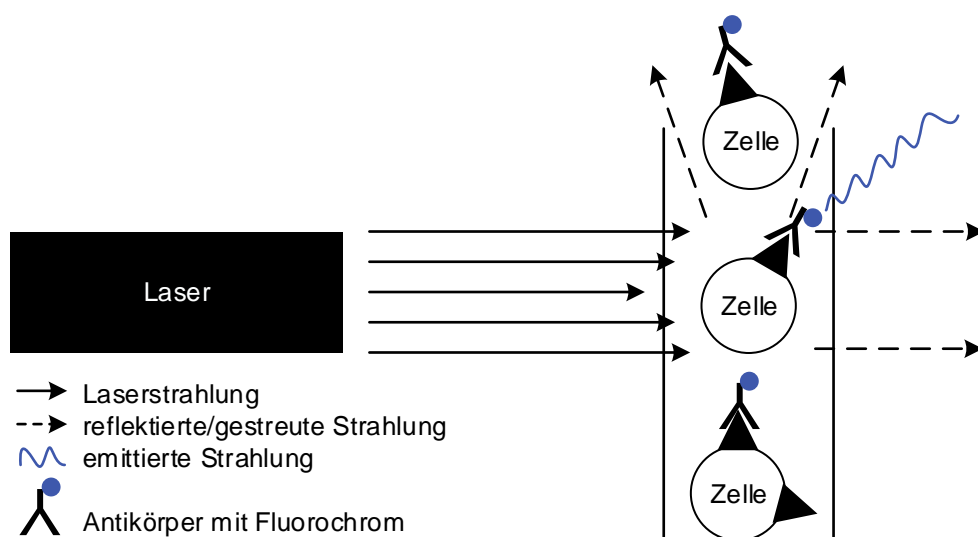 Zelle
Laser
Zelle
Laserstrahlung
reflektierte/gestreute Strahlung
emittierte Strahlung
Zelle
Antikörper mit Fluorochrom